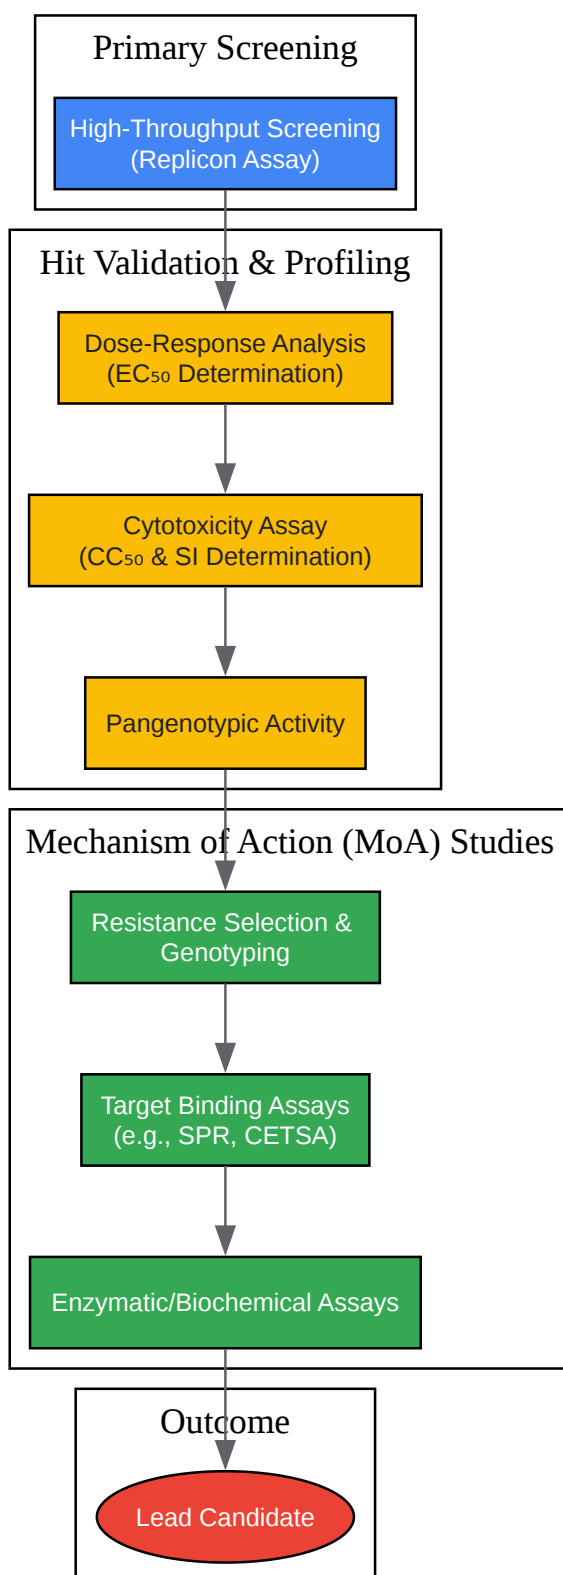 Primary Screening
High-Throughput Screening
(Replicon Assay)
Hit Validation & Profiling
Dose-Response Analysis
(EC₅₀ Determination)
Cytotoxicity Assay
(CC₅₀ & SI Determination)
Pangenotypic Activity
Mechanism of Action (MoA) Studies
Resistance Selection &
Genotyping
Target Binding Assays
(e.g., SPR, CETSA)
Enzymatic/Biochemical Assays
Outcome
Lead Candidate